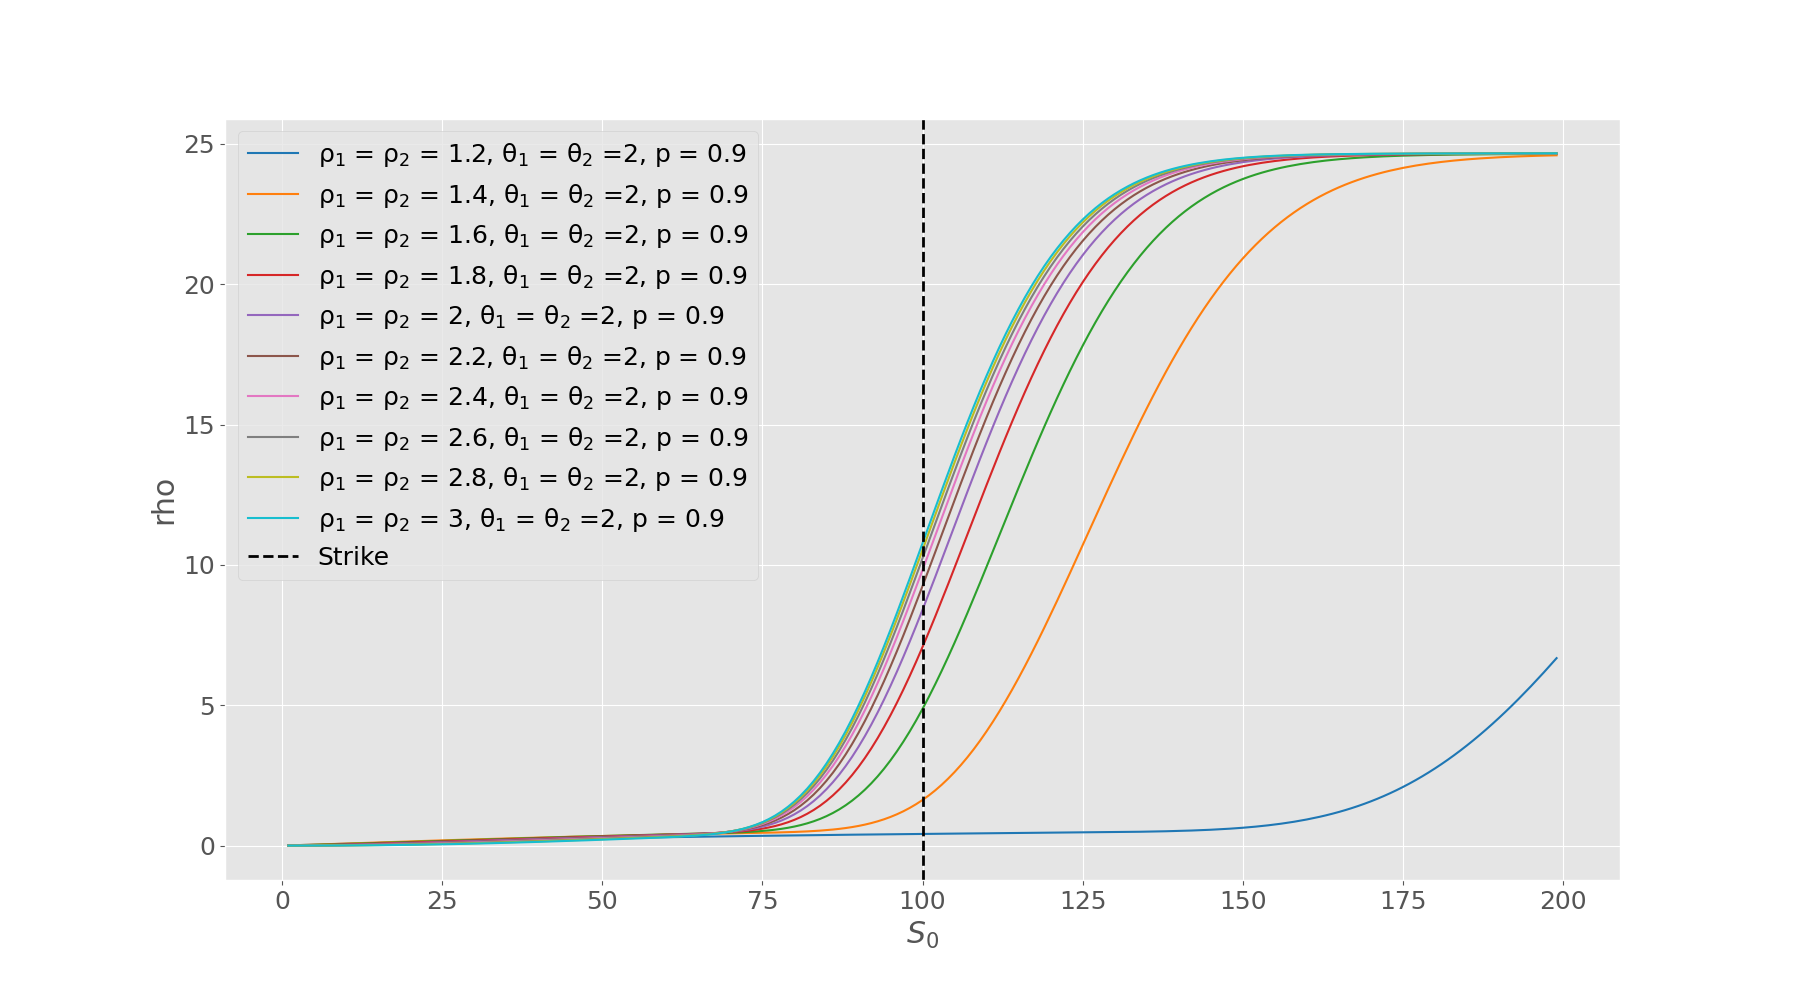 ρ₁ = ρ₂ = 1.2, θ₁ = θ₂ =2, p = 0.9
ρ₁ = ρ₂ = 1.4, θ₁ = θ₂ =2, p = 0.9
ρ₁ = ρ₂ = 1.6, θ₁ = θ₂ =2, p = 0.9
ρ₁ = ρ₂ = 1.8, θ₁ = θ₂ =2, p = 0.9
ρ₁ = ρ₂ = 2, θ₁ = θ₂ =2, p = 0.9
ρ₁ = ρ₂ = 2.2, θ₁ = θ₂ =2, p = 0.9
ρ₁ = ρ₂ = 2.4, θ₁ = θ₂ =2, p = 0.9
ρ₁ = ρ₂ = 2.6, θ₁ = θ₂ =2, p = 0.9
ρ₁ = ρ₂ = 2.8, θ₁ = θ₂ =2, p = 0.9
ρ₁ = ρ₂ = 3, θ₁ = θ₂ =2, p = 0.9
Strike
25
20
15
10
5
0
rho
0 25 50 75 100 125 150 175 200
S₀